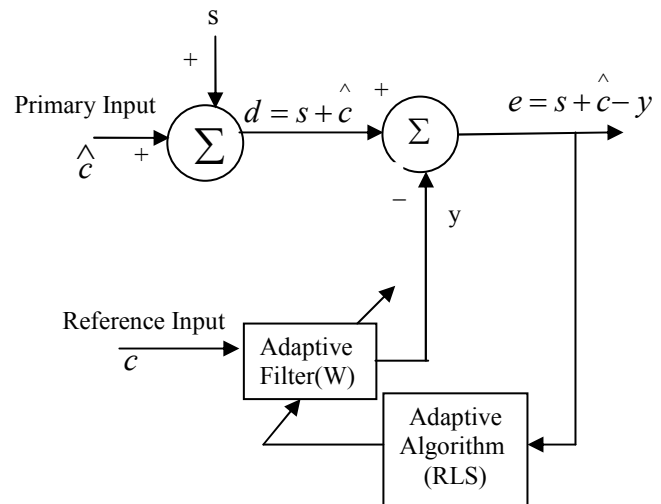 s
+
Primary Input
ĉ
+
Σ
d = s + ĉ
+
Σ
e = s + ĉ − y
−
y
Reference Input
c
Adaptive
Filter(W)
Adaptive
Algorithm
(RLS)